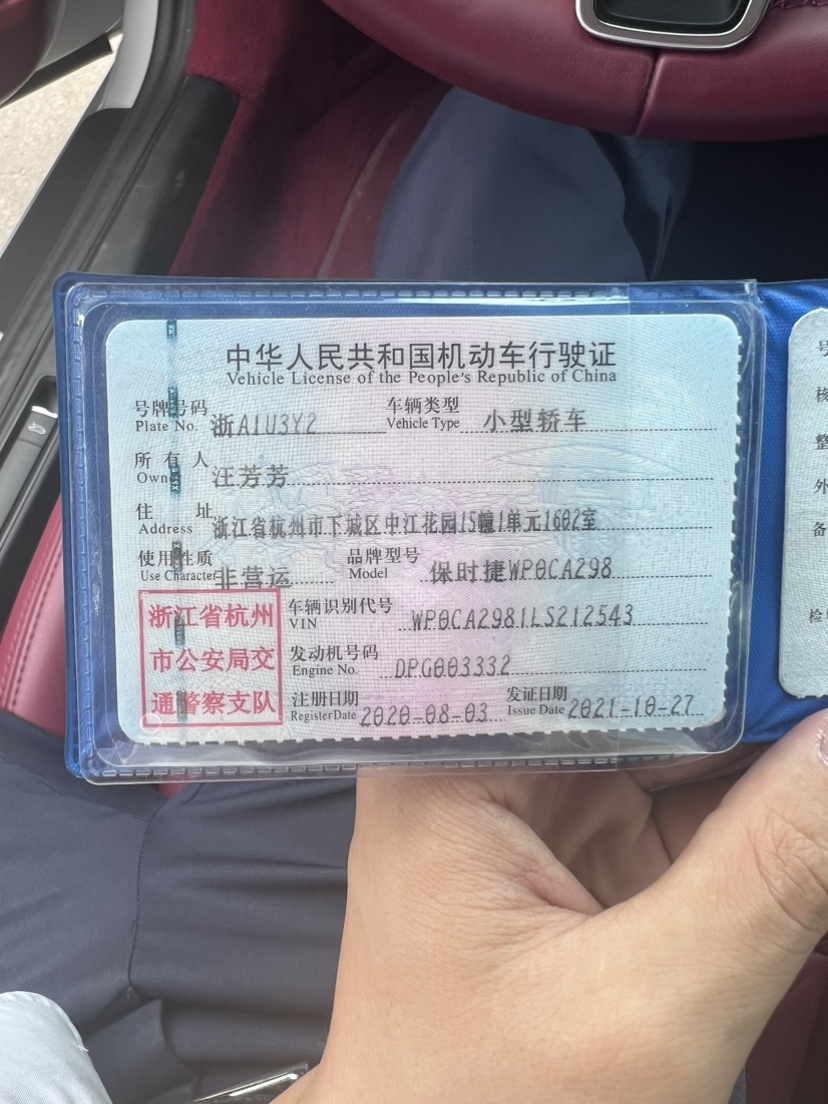 中华人民共和国机动车行驶证
Vehicle License of the People's Republic of China
号牌号码 浙A1U3Y2 车辆类型 小型轿车
Plate No. Vehicle Type
所有人 汪芳芳
Owner
住址 浙江省杭州市下城区中江花园15幢1单元1602室
Address
使用性质 非营运 品牌型号 保时捷WP0CA298
Use Character Model
浙江省杭州
市公安局交
通警察支队
车辆识别代号 WP0CA2981LS212543
VIN
发动机号码 DPG003332
Engine No.
注册日期 2020-08-03 发证日期 2021-10-27
Register Date Issue Date
号
核
整
外
备
检